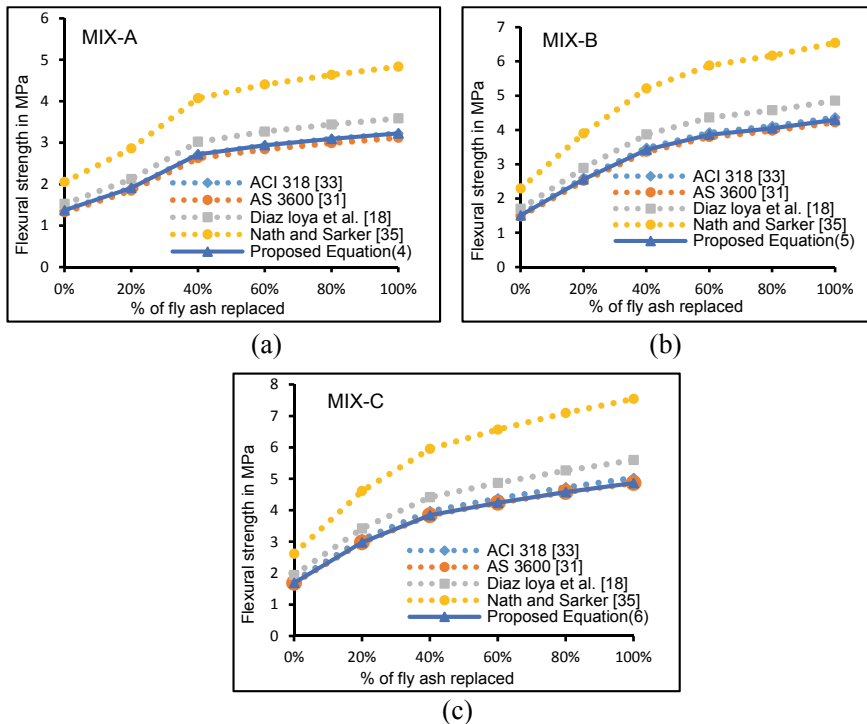 MIX-A
Flexural strength in MPa
6
5
4
3
2
1
0
ACI 318 [33]
AS 3600 [31]
Diaz loya et al. [18]
Nath and Sarker [35]
Proposed Equation(4)
0% 20% 40% 60% 80% 100%
% of fly ash replaced
(a)
MIX-B
Flexural strength in MPa
7
6
5
4
3
2
1
0
ACI 318 [33]
AS 3600 [31]
Diaz loya et al. [18]
Nath and Sarker [35]
Proposed Equation(5)
0% 20% 40% 60% 80% 100%
% of fly ash replaced
(b)
MIX-C
Flexural strength in MPa
8
7
6
5
4
3
2
1
0
ACI 318 [33]
AS 3600 [31]
Diaz loya et al. [18]
Nath and Sarker [35]
Proposed Equation(6)
0% 20% 40% 60% 80% 100%
% of fly ash replaced
(c)